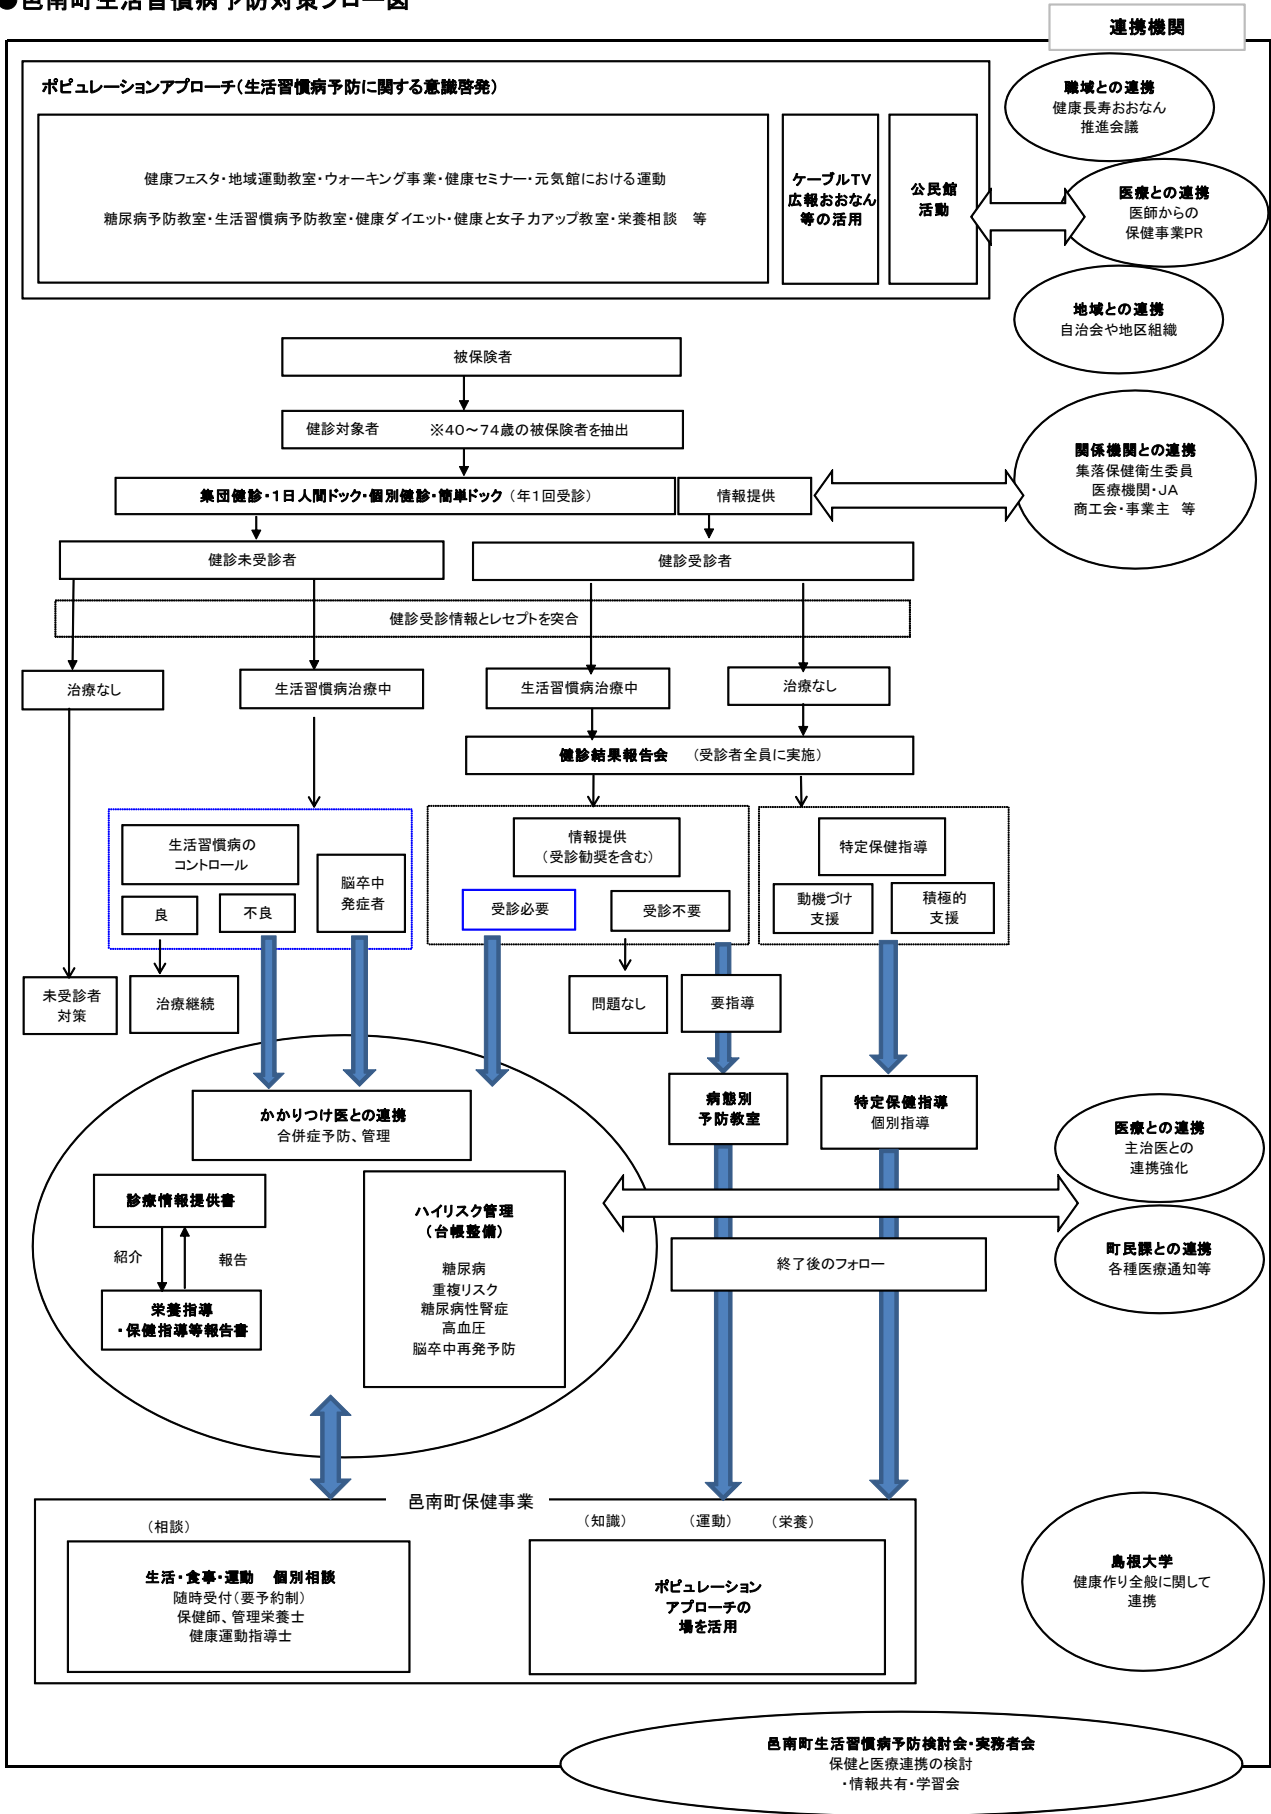 ●邑南町生活習慣病予防対策フロー図
連携機関
ポピュレーションアプローチ(生活習慣病予防に関する意識啓発)
健康フェスタ・地域運動教室・ウォーキング事業・健康セミナー・元気館における運動
糖尿病予防教室・生活習慣病予防教室・健康ダイエット・健康と女子力アップ教室・栄養相談　等
ケーブルTV
広報おおなん
等の活用
公民館
活動
職域との連携
健康長寿おおなん
推進会議
医療との連携
医師からの
保健事業PR
地域との連携
自治会や地区組織
被保険者
健診対象者　　※40～74歳の被保険者を抽出
集団健診・1日人間ドック・個別健診・簡単ドック（年1回受診）
情報提供
関係機関との連携
集落保健衛生委員
医療機関・JA
商工会・事業主　等
健診未受診者
健診受診者
健診受診情報とレセプトを突合
治療なし
生活習慣病治療中
生活習慣病治療中
治療なし
健診結果報告会　（受診者全員に実施）
生活習慣病の
コントロール
良
不良
脳卒中
発症者
情報提供
（受診勧奨を含む）
受診必要
受診不要
特定保健指導
動機づけ
支援
積極的
支援
未受診者
対策
治療継続
問題なし
要指導
かかりつけ医との連携
合併症予防、管理
病態別
予防教室
特定保健指導
個別指導
医療との連携
主治医との
連携強化
診療情報提供書
紹介
報告
栄養指導
・保健指導等報告書
ハイリスク管理
（台帳整備）
糖尿病
重複リスク
糖尿病性腎症
高血圧
脳卒中再発予防
終了後のフォロー
町民課との連携
各種医療通知等
邑南町保健事業
（相談）
（知識）
（運動）
（栄養）
生活・食事・運動　個別相談
随時受付（要予約制）
保健師、管理栄養士
健康運動指導士
ポピュレーション
アプローチの
場を活用
島根大学
健康作り全般に関して
連携
邑南町生活習慣病予防検討会・実務者会
保健と医療連携の検討
・情報共有・学習会